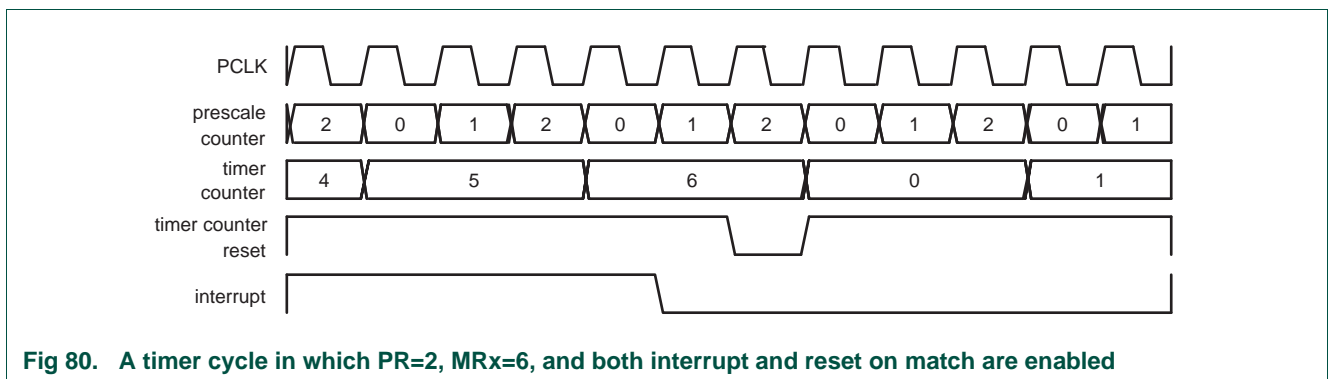 PCLK
prescale
counter
2 0 1 2 0 1 2 0 1 2 0 1
timer
counter
4 5 6 0 1
timer counter
reset
interrupt
Fig 80. A timer cycle in which PR=2, MRx=6, and both interrupt and reset on match are enabled